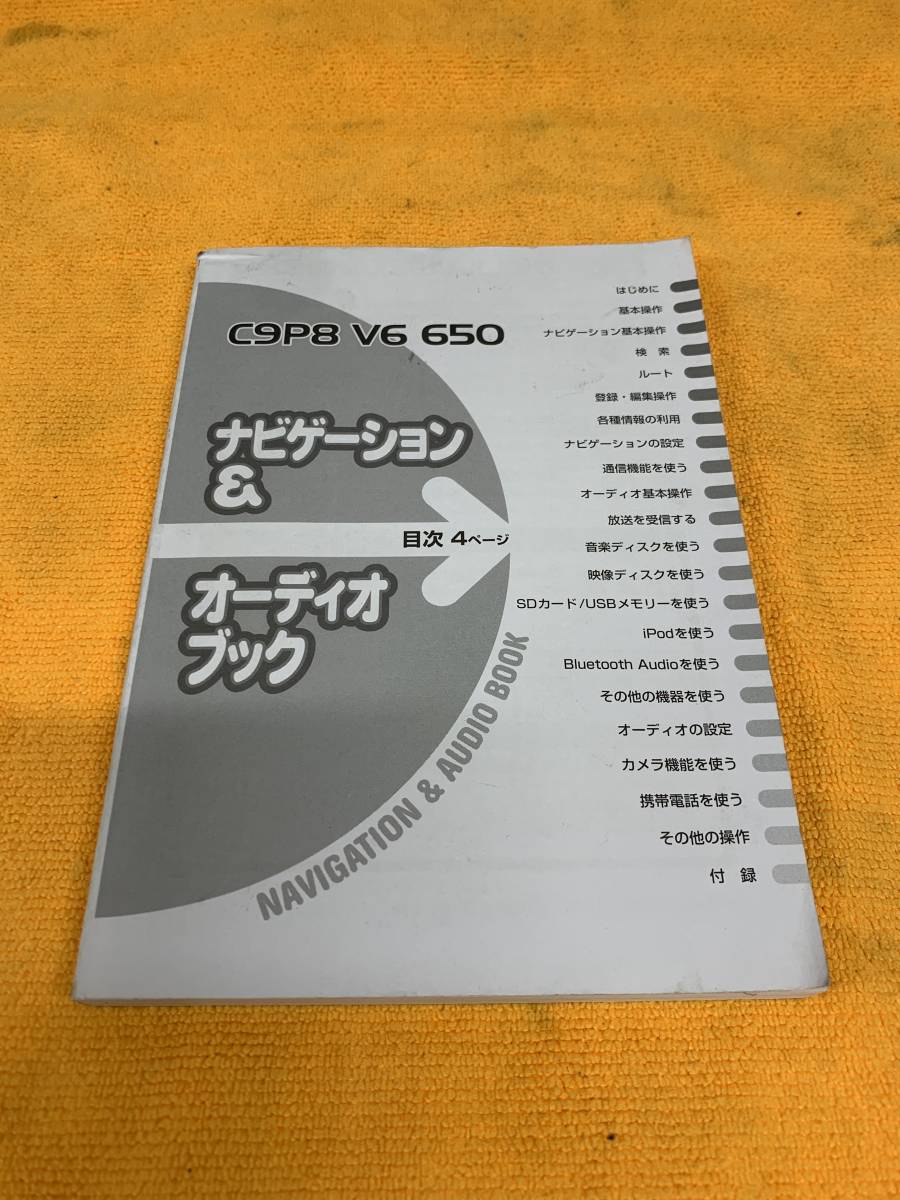 C9P8 V6 650
ナビゲーション
&
目次 4ページ
オーディオ
ブック
NAVIGATION & AUDIO BOOK
はじめに
基本操作
ナビゲーション基本操作
検 索
ルート
登録・編集操作
各種情報の利用
ナビゲーションの設定
通信機能を使う
オーディオ基本操作
放送を受信する
音楽ディスクを使う
映像ディスクを使う
SDカード/USBメモリーを使う
iPodを使う
Bluetooth Audioを使う
その他の機器を使う
オーディオの設定
カメラ機能を使う
携帯電話を使う
その他の操作
付 録